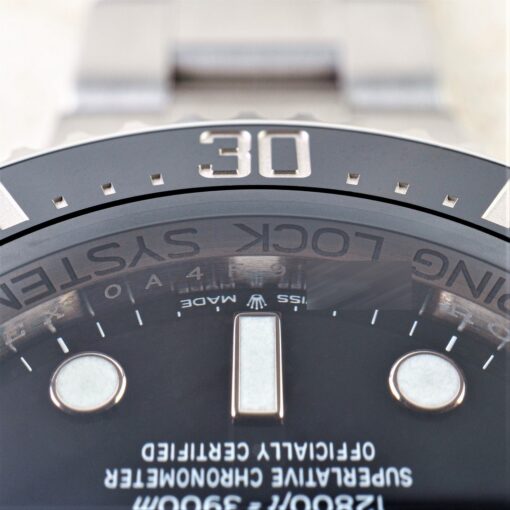 12800ft = 3900m
SUPERLATIVE CHRONOMETER
OFFICIALLY CERTIFIED
SWISS MADE
RING LOCK SYSTEM
30